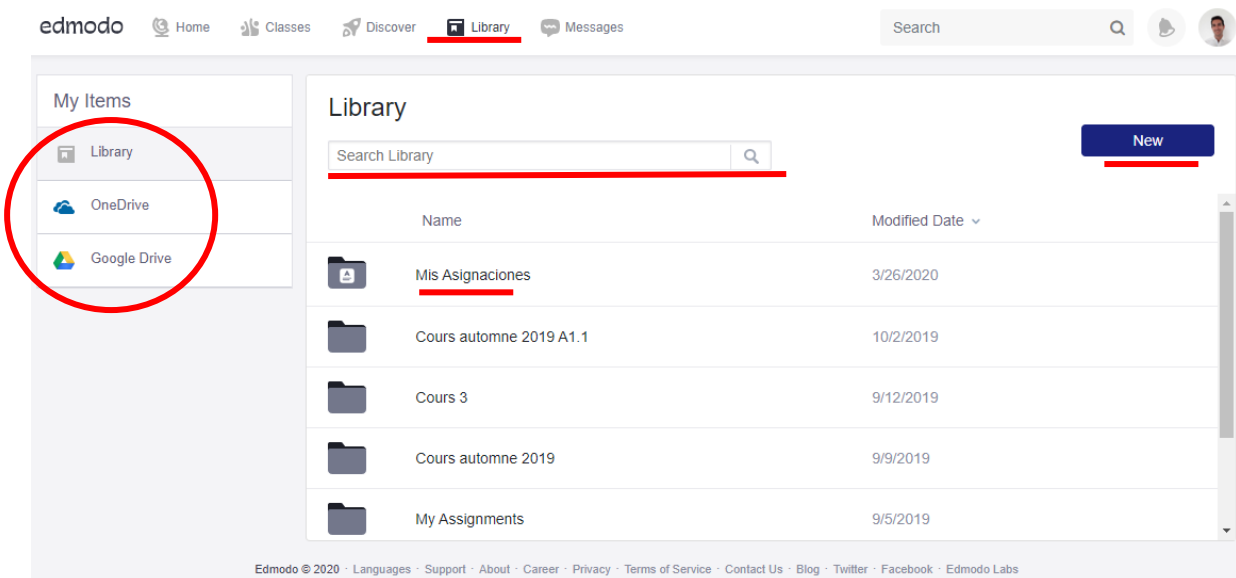 edmodo Home Classes Discover Library Messages Search
My Items
Library
OneDrive
Google Drive
Library
Search Library
New
Name Modified Date
Mis Asignaciones 3/26/2020
Cours automne 2019 A1.1 10/2/2019
Cours 3 9/12/2019
Cours automne 2019 9/9/2019
My Assignments 9/5/2019
Edmodo © 2020 · Languages · Support · About · Career · Privacy · Terms of Service · Contact Us · Blog · Twitter · Facebook · Edmodo Labs